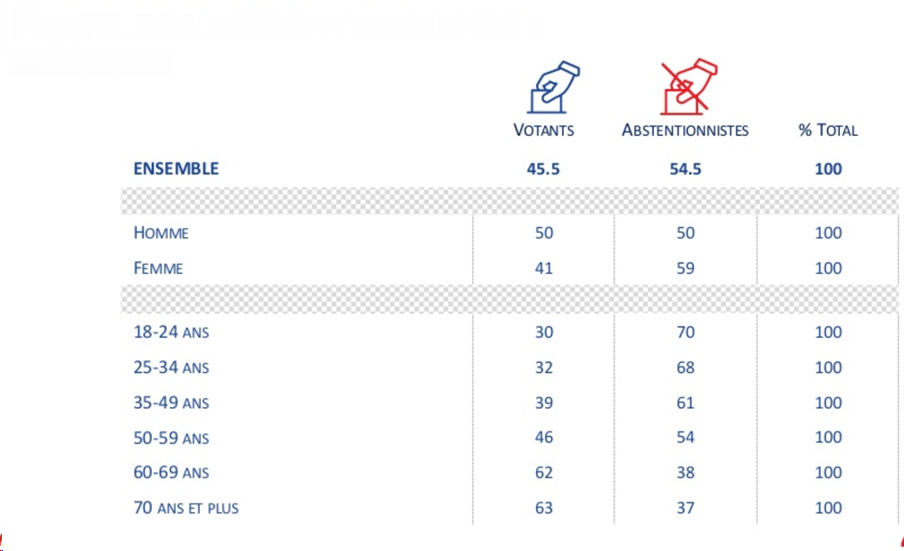 VOTANTS ABSTENTIONNISTES % TOTAL
ENSEMBLE 45.5 54.5 100
HOMME 50 50 100
FEMME 41 59 100
18-24 ANS 30 70 100
25-34 ANS 32 68 100
35-49 ANS 39 61 100
50-59 ANS 46 54 100
60-69 ANS 62 38 100
70 ANS ET PLUS 63 37 100